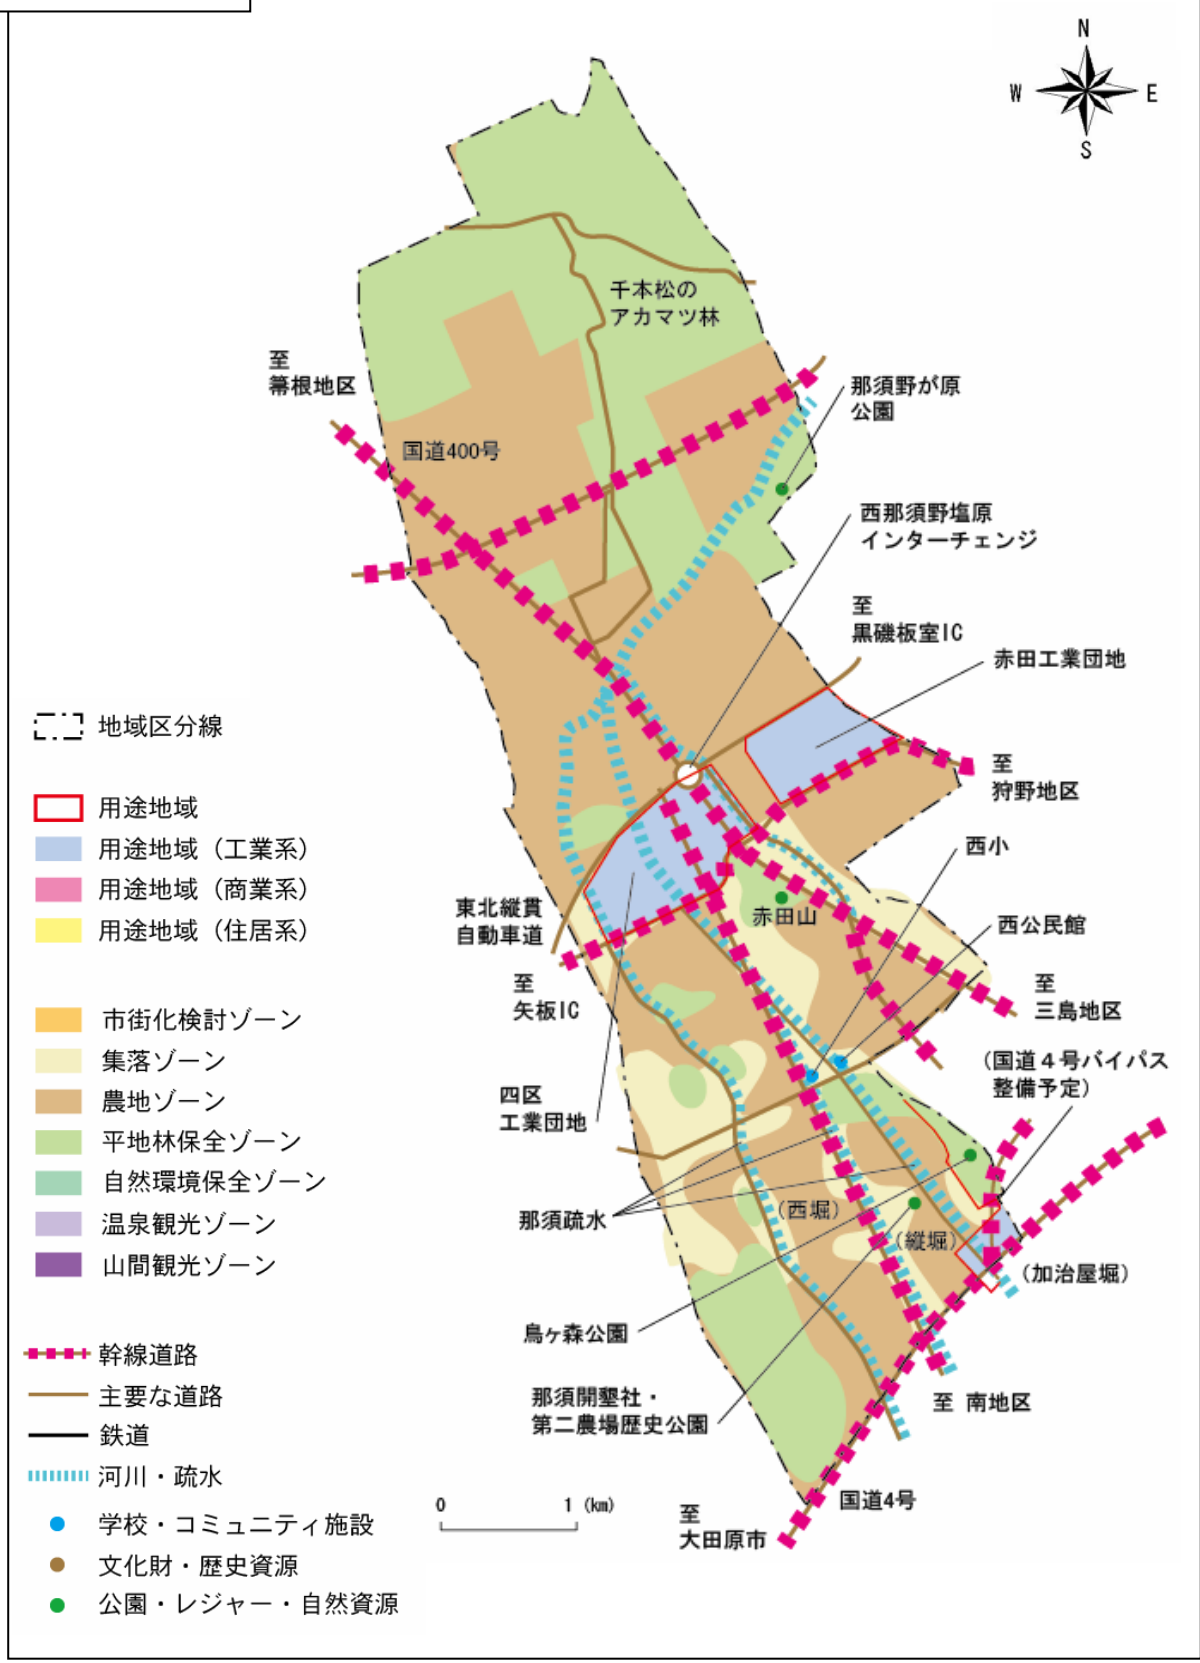 N
W E
S
千本松の
アカマツ林
至
箒根地区
那須野が原
公園
国道400号
西那須野塩原
インターチェンジ
至
黒磯板室IC
赤田工業団地
至
狩野地区
西小
東北縦貫
自動車道
赤田山
西公民館
至
矢板IC
至
三島地区
(国道4号バイパス
整備予定)
四区
工業団地
那須疏水
(西堀)
(縦堀)
(加治屋堀)
烏ヶ森公園
那須開墾社・
第二農場歴史公園
至 南地区
国道4号
至
大田原市
0 1 (km)
地域区分線
用途地域
用途地域（工業系）
用途地域（商業系）
用途地域（住居系）
市街化検討ゾーン
集落ゾーン
農地ゾーン
平地林保全ゾーン
自然環境保全ゾーン
温泉観光ゾーン
山間観光ゾーン
幹線道路
主要な道路
鉄道
河川・疏水
学校・コミュニティ施設
文化財・歴史資源
公園・レジャー・自然資源